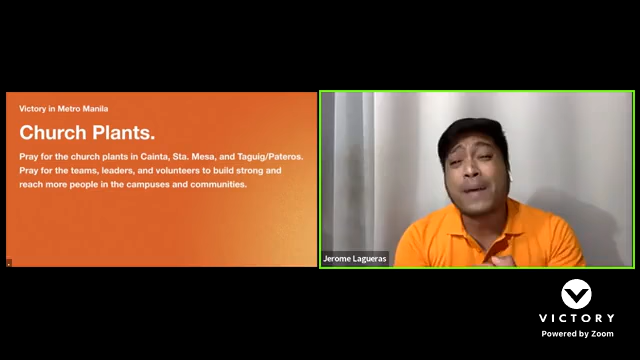 Victory in Metro Manila
Church Plants.
Pray for the church plants in Cainta, Sta. Mesa, and Taguig/Pateros.
Pray for the teams, leaders, and volunteers to build strong and
reach more people in the campuses and communities.
Jerome Lagueras
VICTORY
Powered by Zoom